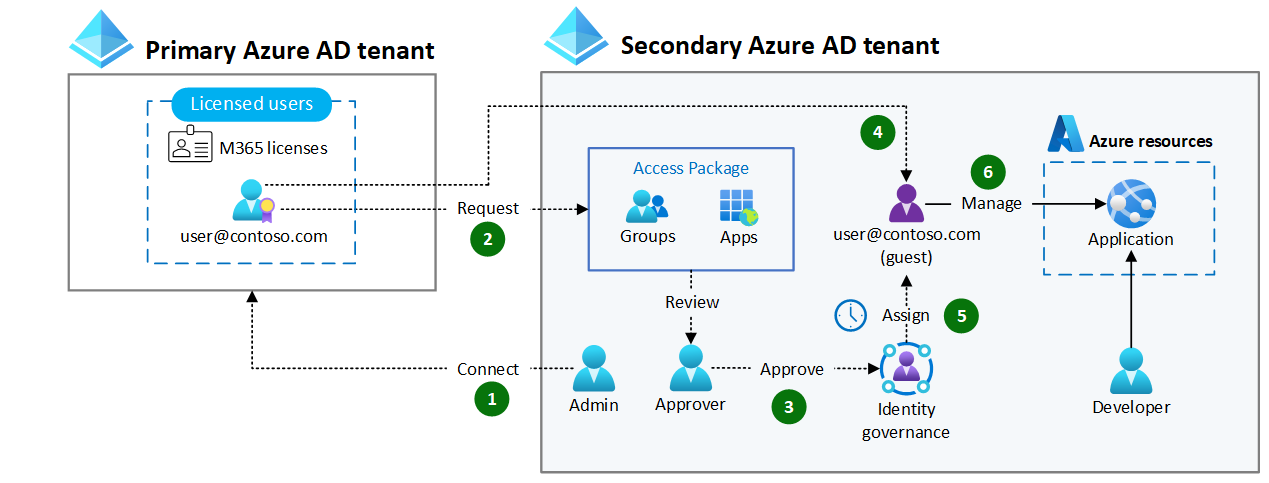 Primary Azure AD tenant
Secondary Azure AD tenant
Licensed users
M365 licenses
user@contoso.com
Request
2
Access Package
Groups
Apps
4
user@contoso.com
(guest)
6
Manage
Azure resources
Application
Review
Assign
5
Connect
1
Admin
Approver
Approve
3
Identity
governance
Developer